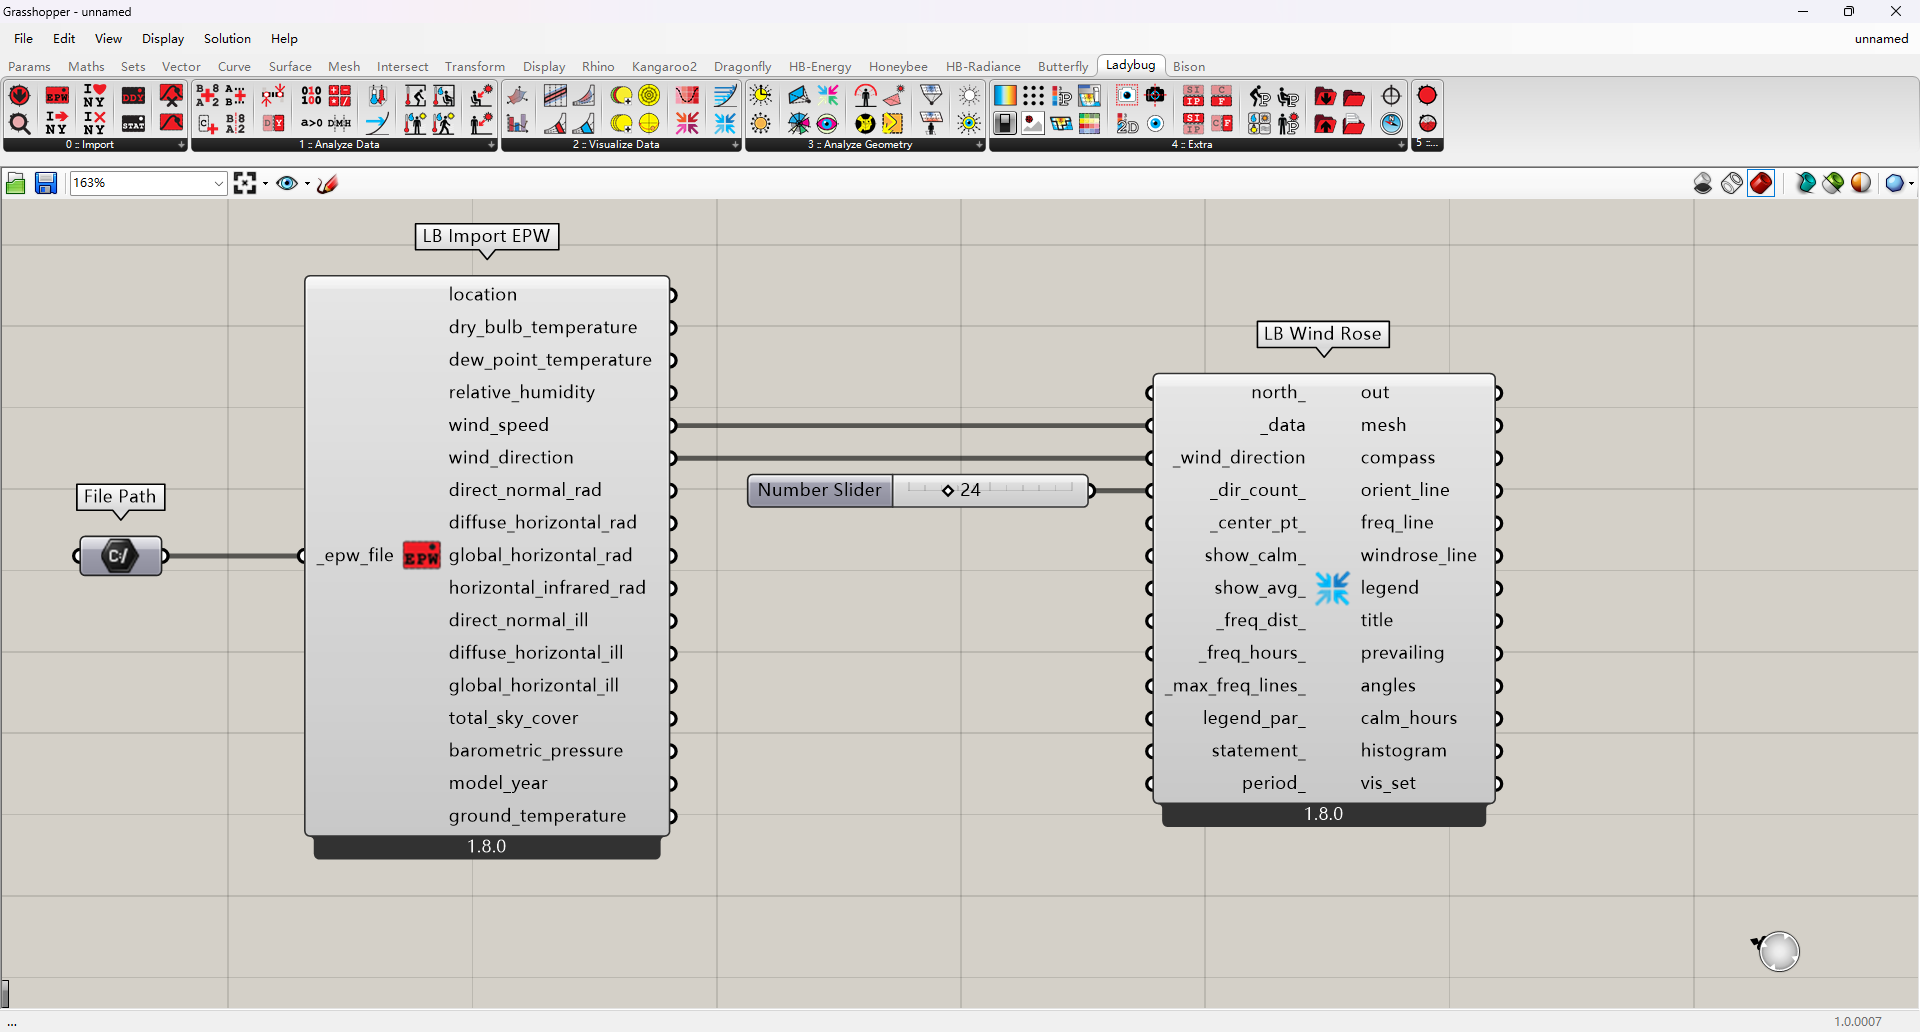 Grasshopper - unnamed
File Edit View Display Solution Help unnamed
Params Maths Sets Vector Curve Surface Mesh Intersect Transform Display Rhino Kangaroo2 Dragonfly HB-Energy Honeybee HB-Radiance Butterfly Ladybug Bison
0 :: Import 1 :: Analyze Data 2 :: Visualize Data 3 :: Analyze Geometry 4 :: Extra 5 ::...
163%
LB Import EPW
location
dry_bulb_temperature
dew_point_temperature
relative_humidity
wind_speed
wind_direction
direct_normal_rad
diffuse_horizontal_rad
global_horizontal_rad
horizontal_infrared_rad
direct_normal_ill
diffuse_horizontal_ill
global_horizontal_ill
total_sky_cover
barometric_pressure
model_year
ground_temperature
_epw_file EPW
1.8.0
File Path
C:/
Number Slider 24
LB Wind Rose
north_ out
_data mesh
_wind_direction compass
_dir_count_ orient_line
_center_pt_ freq_line
show_calm_ windrose_line
show_avg_ legend
_freq_dist_ title
_freq_hours_ prevailing
_max_freq_lines_ angles
legend_par_ calm_hours
statement_ histogram
period_ vis_set
1.8.0
...
1.0.0007